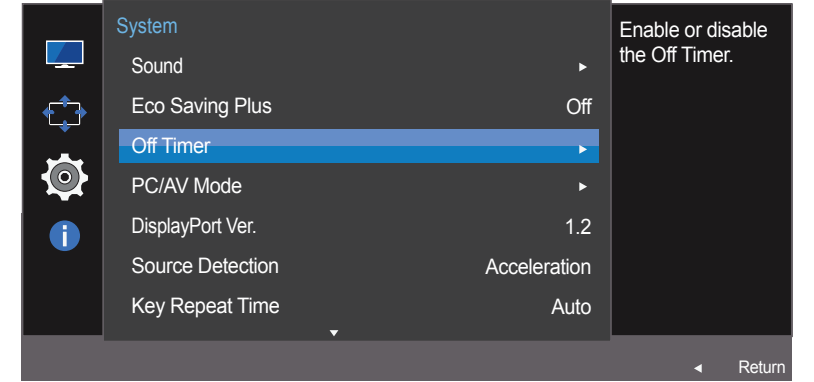 System
Sound
Eco Saving Plus Off
Off Timer
PC/AV Mode
DisplayPort Ver. 1.2
Source Detection Acceleration
Key Repeat Time Auto
Enable or disable
the Off Timer.
Return